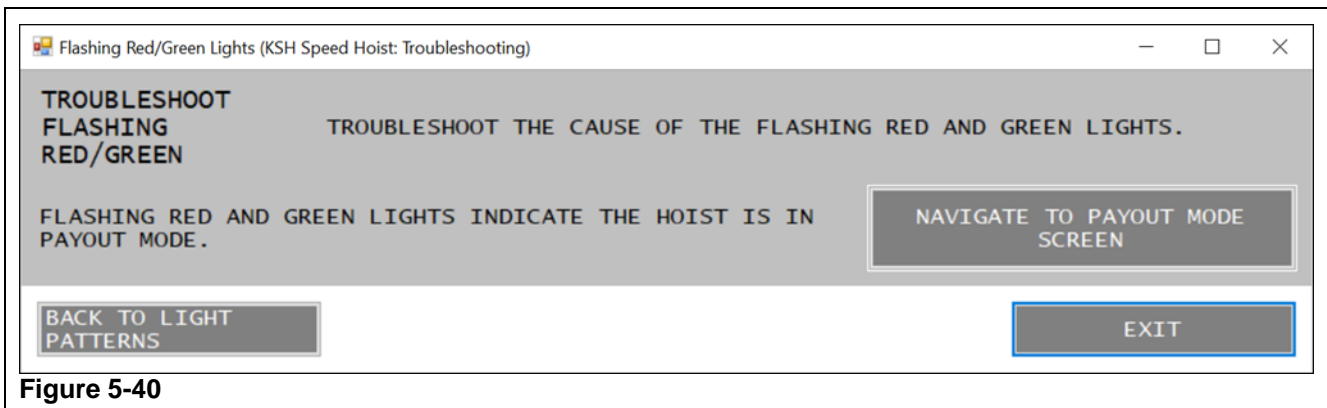 Flashing Red/Green Lights (KSH Speed Hoist: Troubleshooting)
TROUBLESHOOT
FLASHING
RED/GREEN
TROUBLESHOOT THE CAUSE OF THE FLASHING RED AND GREEN LIGHTS.
FLASHING RED AND GREEN LIGHTS INDICATE THE HOIST IS IN
PAYOUT MODE.
NAVIGATE TO PAYOUT MODE
SCREEN
BACK TO LIGHT
PATTERNS
EXIT
Figure 5-40